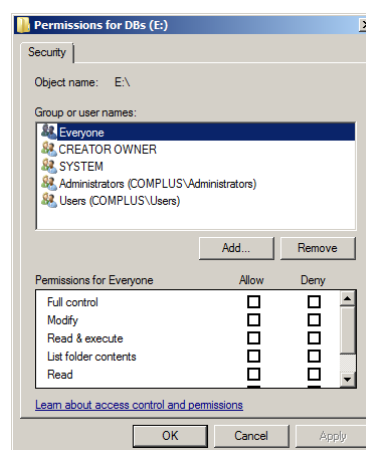 Permissions for DBs (E:)
Security
Object name: E:\
Group or user names:
Everyone
CREATOR OWNER
SYSTEM
Administrators (COMPLUS\Administrators)
Users (COMPLUS\Users)
Add... Remove
Permissions for Everyone Allow Deny
Full control
Modify
Read & execute
List folder contents
Read
Learn about access control and permissions
OK Cancel Apply